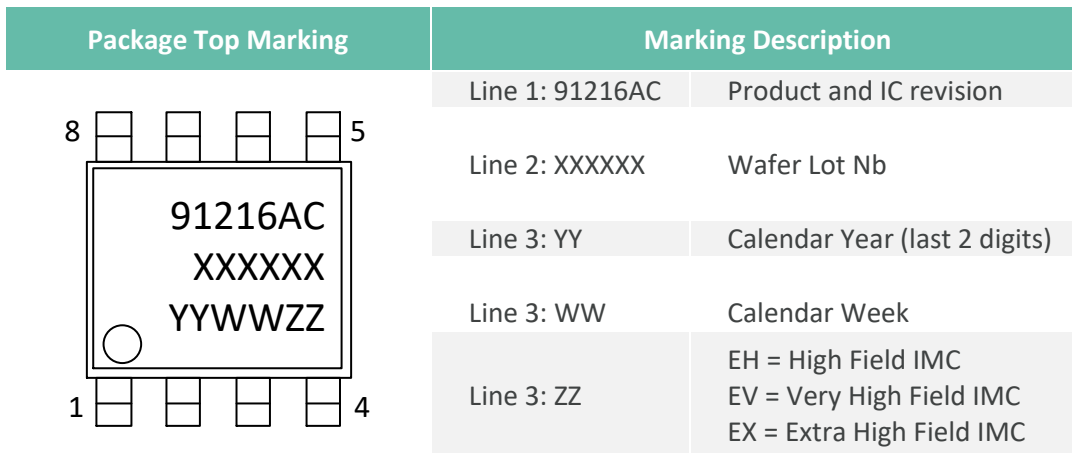 Package Top Marking
Marking Description
8
5
91216AC
XXXXXX
YYWWZZ
1
4
Line 1: 91216AC Product and IC revision
Line 2: XXXXXX Wafer Lot Nb
Line 3: YY Calendar Year (last 2 digits)
Line 3: WW Calendar Week
Line 3: ZZ
EH = High Field IMC
EV = Very High Field IMC
EX = Extra High Field IMC